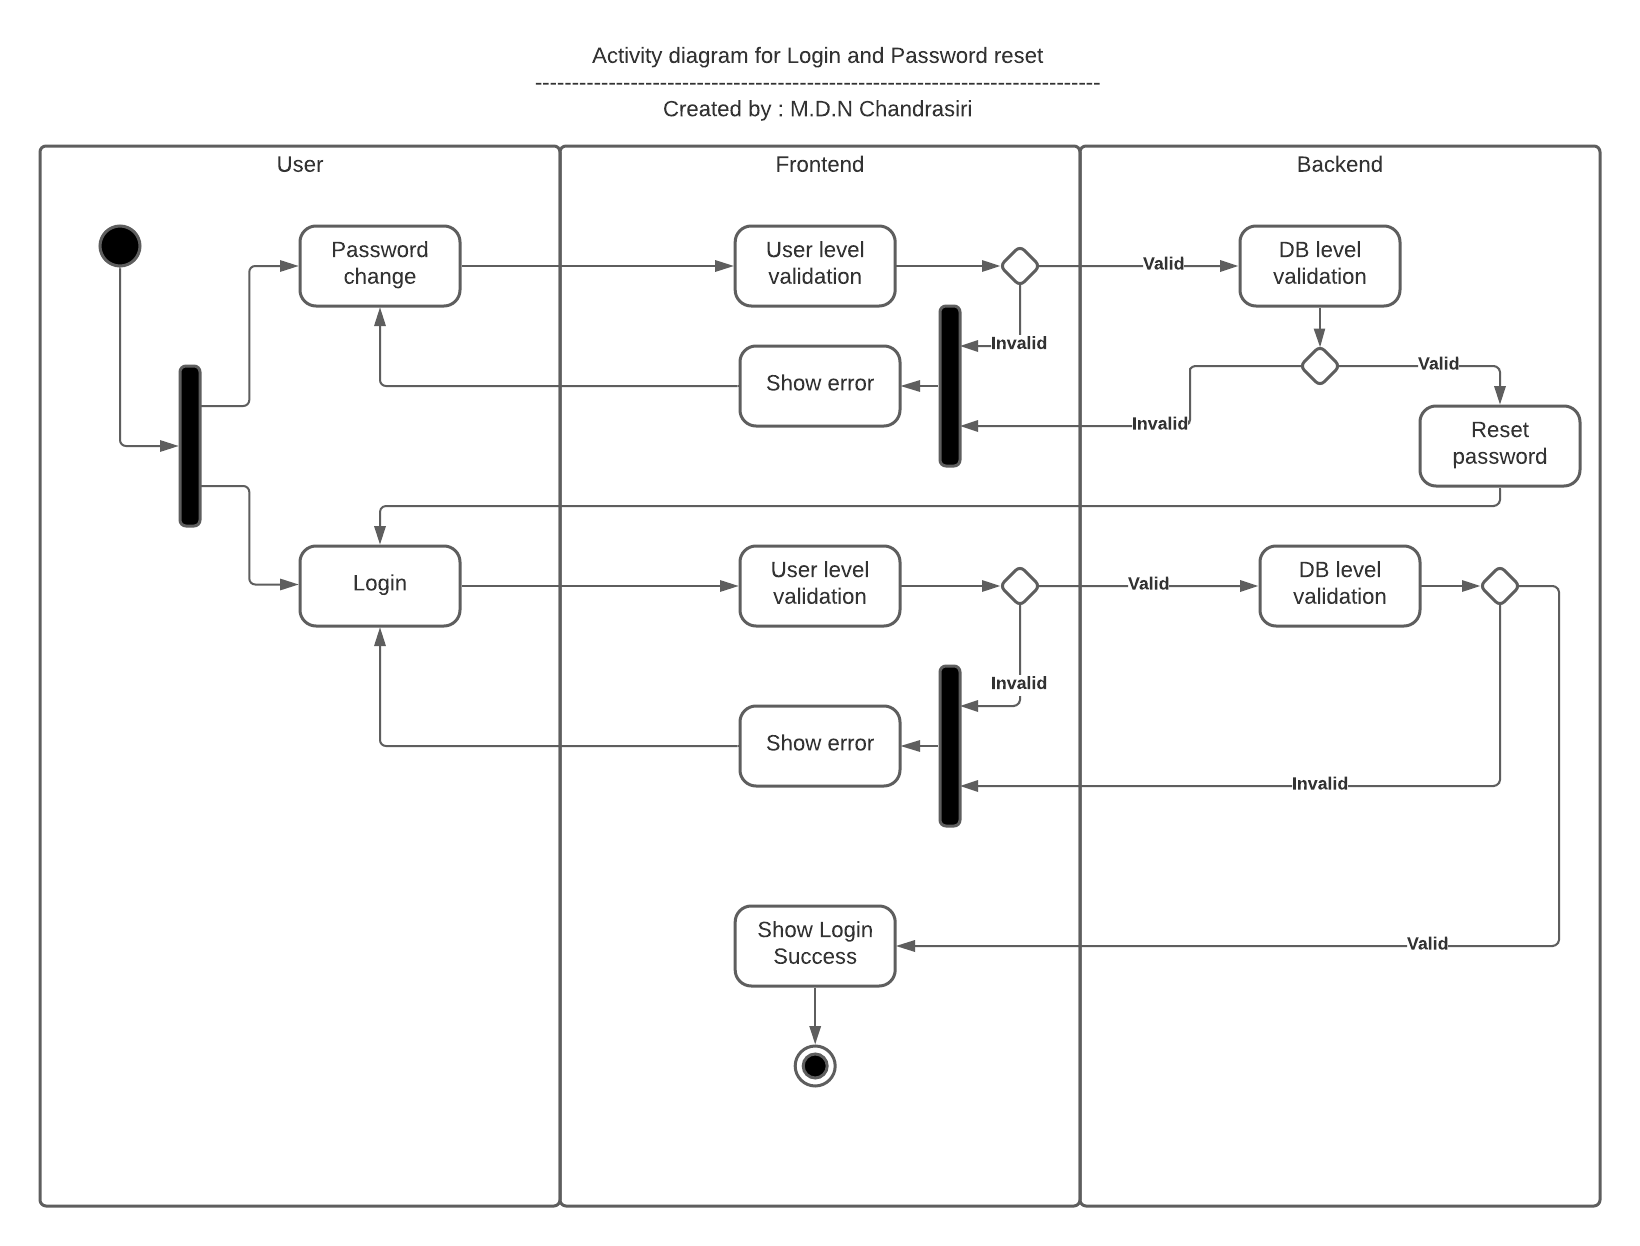 Activity diagram for Login and Password reset
--------------------------------------------------------------------------------
Created by : M.D.N Chandrasiri
User
Frontend
Backend
Password
change
User level
validation
Valid
DB level
validation
Invalid
Show error
Valid
Invalid
Reset
password
Login
User level
validation
Valid
DB level
validation
Invalid
Show error
Invalid
Show Login
Success
Valid